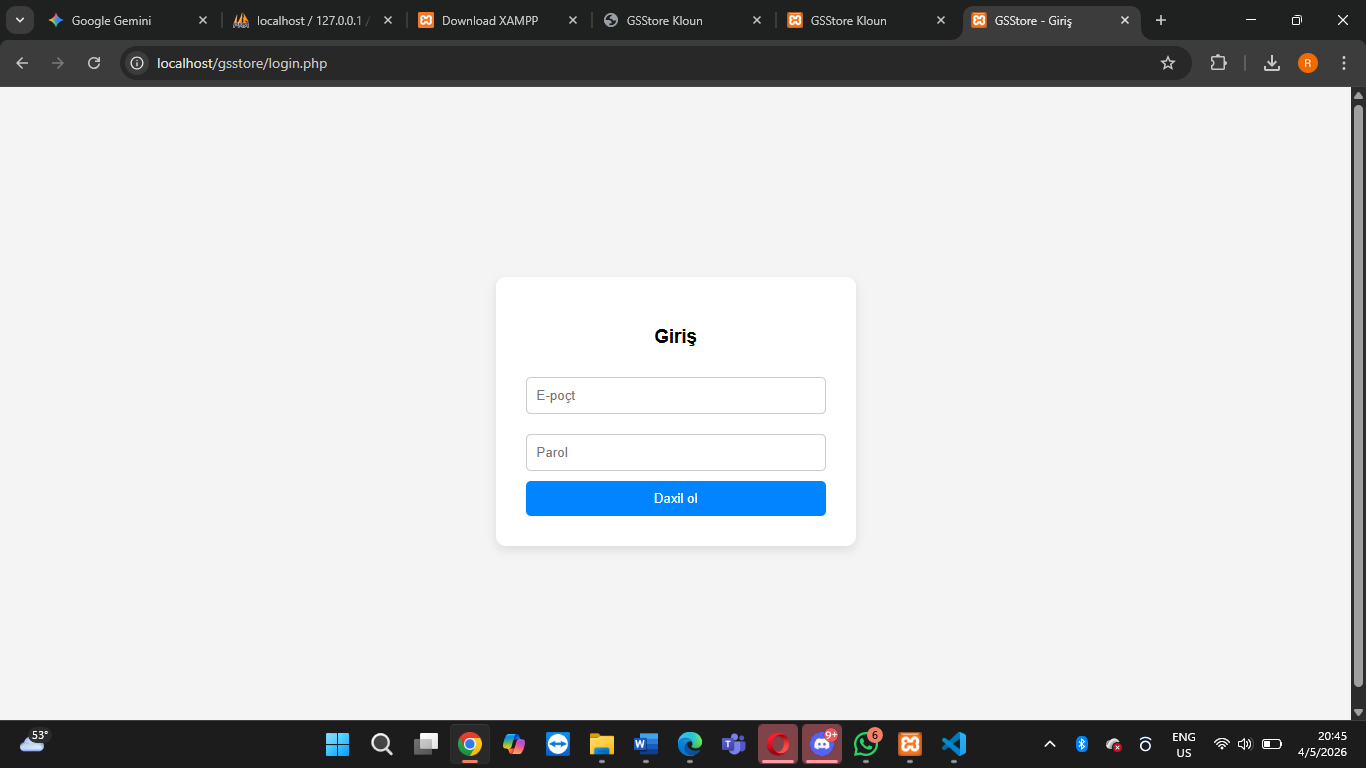 Google Gemini
localhost / 127.0.0.1 /
Download XAMPP
GSStore Kloun
GSStore Kloun
GSStore - Giriş
localhost/gsstore/login.php
R
Giriş
E-poçt
Parol
Daxil ol
53°
9+
6
ENG
US
20:45
4/5/2026